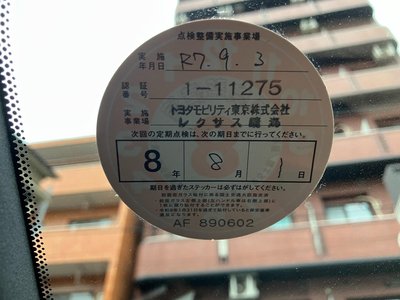 点検整備実施事業場
実施年月日 R7.9.3
認証番号 1-11275
実施事業場 トヨタモビリティ東京株式会社
レクサス
次回の定期点検は、次の期日までに行ってください。
8年 8月 1日
期日を過ぎたステッカーは必ずはがしてください。
AF 890602